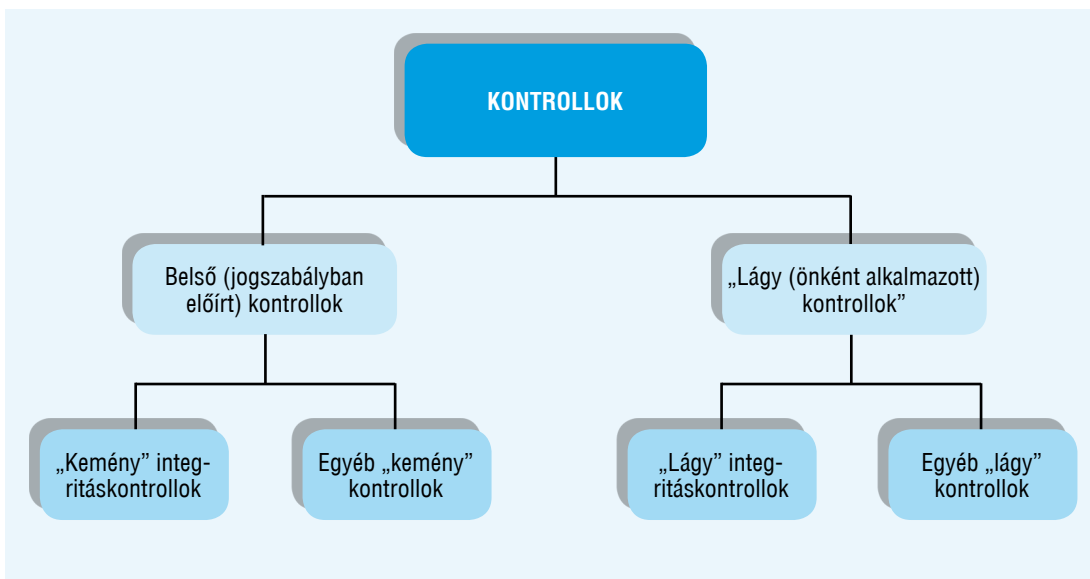 KONTROLLOK
Belső (jogszabályban
előírt) kontrollok
„Lágy (önként alkalmazott)
kontrollok”
„Kemény” integ-
ritáskontrollok
Egyéb „kemény”
kontrollok
„Lágy” integ-
ritáskontrollok
Egyéb „lágy”
kontrollok